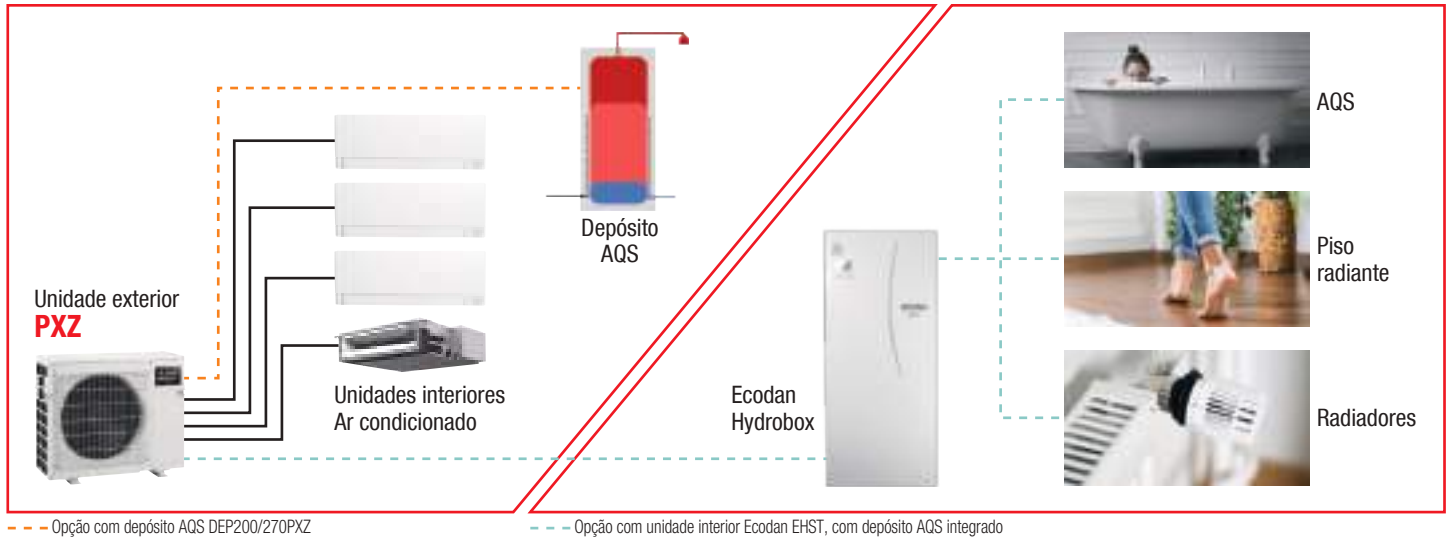 Unidade exterior
PXZ
Unidades interiores
Ar condicionado
Depósito
AQS
Ecodan
Hydrobox
AQS
Piso
radiante
Radiadores
Opção com depósito AQS DEP200/270PXZ
Opção com unidade interior Ecodan EHST, com depósito AQS integrado